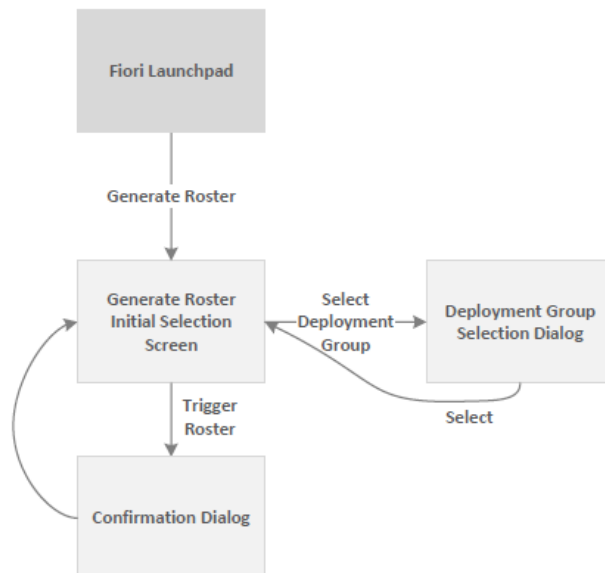 Fiori Launchpad
Generate Roster
Generate Roster
Initial Selection
Screen
Select
Deployment
Group
Deployment Group
Selection Dialog
Select
Trigger
Roster
Confirmation Dialog